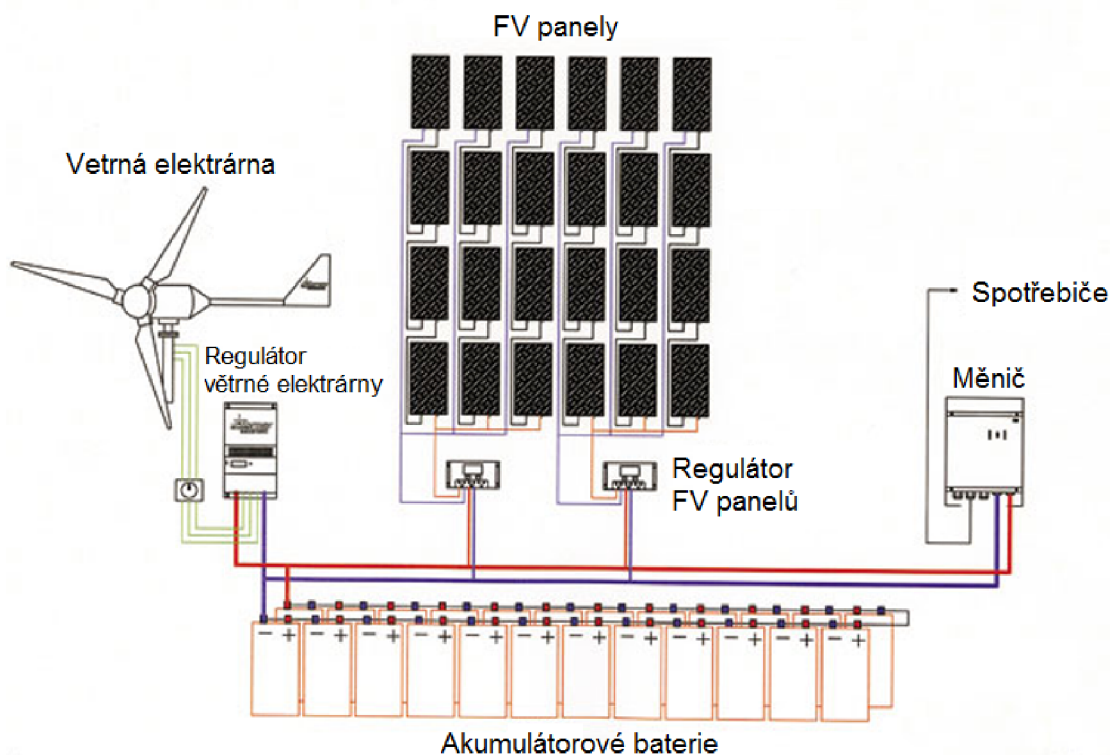 FV panely
Vetrná elektrárna
Spotřebiče
Regulátor
větrné elektrárny
Měnič
Regulátor
FV panelů
− + − + − + − + − + − + − + − + − + − + − + − +
Akumulátorové baterie